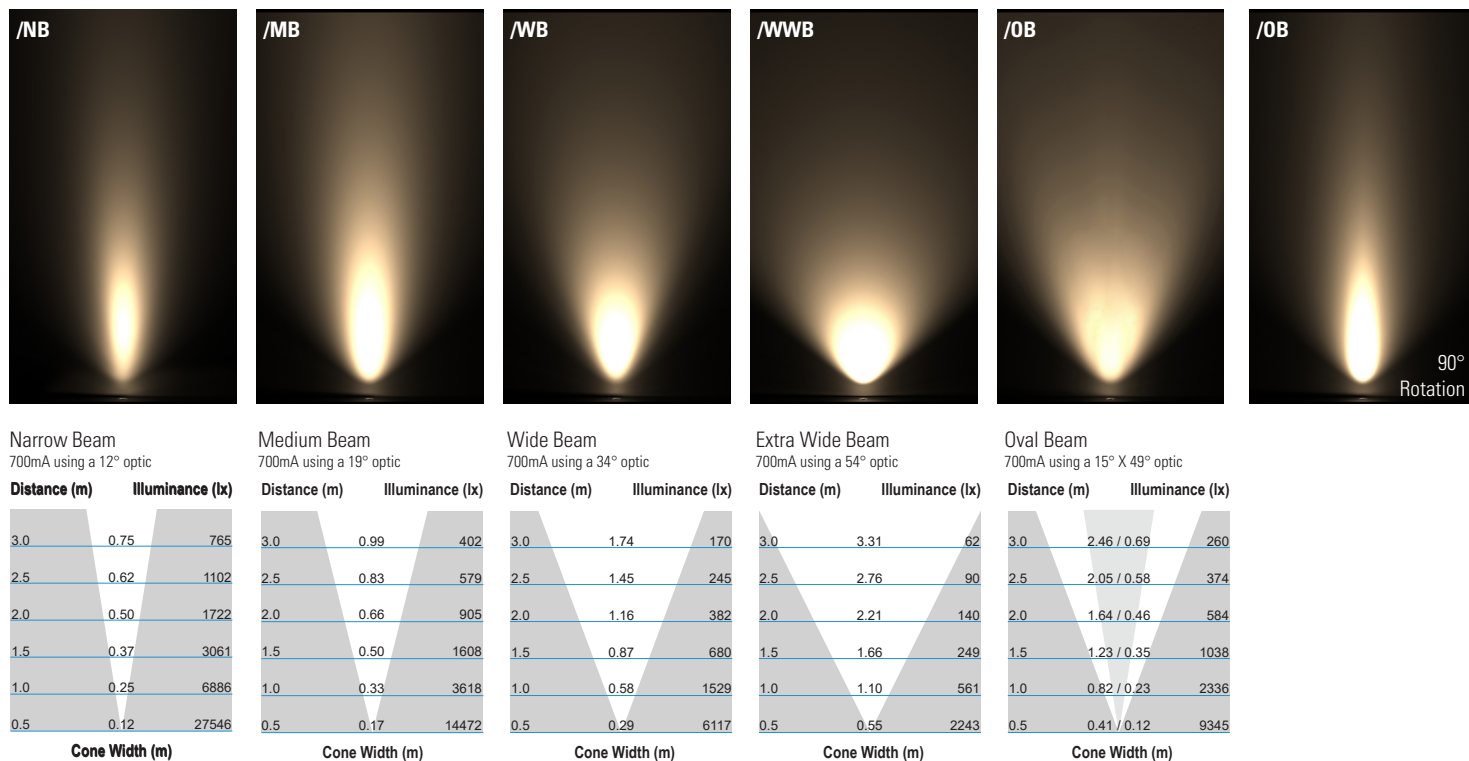 /NB
/MB
/WB
/WWB
/OB
/OB
90°
Rotation
Narrow Beam
700mA using a 12° optic
Distance (m) Illuminance (lx)
3.0 0.75 765
2.5 0.62 1102
2.0 0.50 1722
1.5 0.37 3061
1.0 0.25 6886
0.5 0.12 27546
Cone Width (m)
Medium Beam
700mA using a 19° optic
Distance (m) Illuminance (lx)
3.0 0.99 402
2.5 0.83 579
2.0 0.66 905
1.5 0.50 1608
1.0 0.33 3618
0.5 0.17 14472
Cone Width (m)
Wide Beam
700mA using a 34° optic
Distance (m) Illuminance (lx)
3.0 1.74 170
2.5 1.45 245
2.0 1.16 382
1.5 0.87 680
1.0 0.58 1529
0.5 0.29 6117
Cone Width (m)
Extra Wide Beam
700mA using a 54° optic
Distance (m) Illuminance (lx)
3.0 3.31 62
2.5 2.76 90
2.0 2.21 140
1.5 1.66 249
1.0 1.10 561
0.5 0.55 2243
Cone Width (m)
Oval Beam
700mA using a 15° X 49° optic
Distance (m) Illuminance (lx)
3.0 2.46 / 0.69 260
2.5 2.05 / 0.58 374
2.0 1.64 / 0.46 584
1.5 1.23 / 0.35 1038
1.0 0.82 / 0.23 2336
0.5 0.41 / 0.12 9345
Cone Width (m)